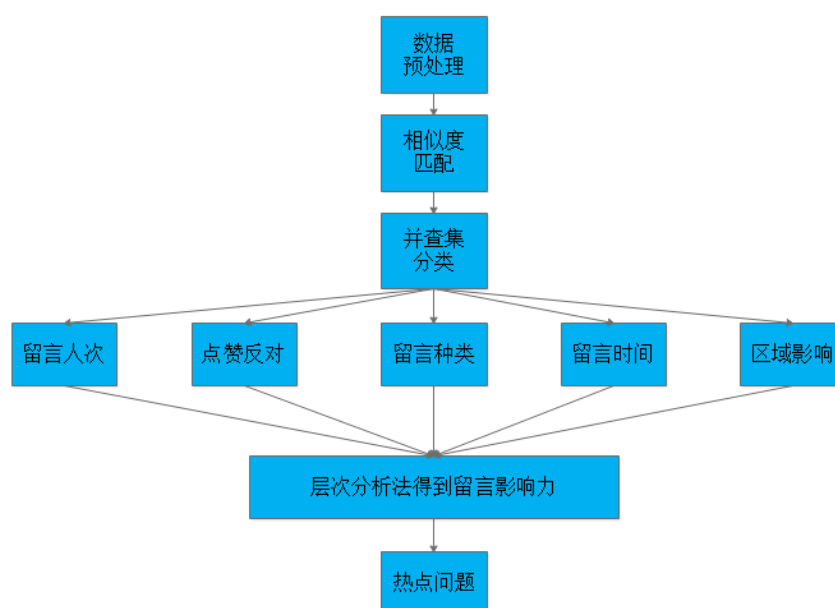 数据
预处理
相似度
匹配
并查集
分类
留言人次
点赞反对
留言种类
留言时间
区域影响
层次分析法得到留言影响力
热点问题